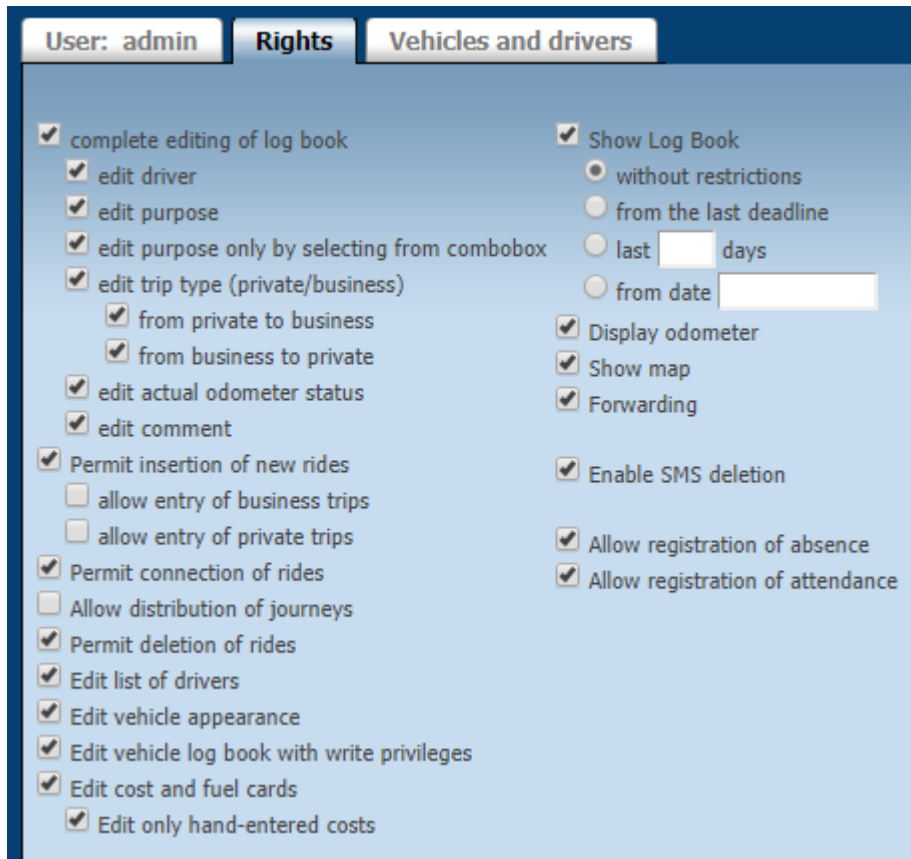 User: admin
Rights
Vehicles and drivers
complete editing of log book
edit driver
edit purpose
edit purpose only by selecting from combobox
edit trip type (private/business)
from private to business
from business to private
edit actual odometer status
edit comment
Permit insertion of new rides
allow entry of business trips
allow entry of private trips
Permit connection of rides
Allow distribution of journeys
Permit deletion of rides
Edit list of drivers
Edit vehicle appearance
Edit vehicle log book with write privileges
Edit cost and fuel cards
Edit only hand-entered costs
Show Log Book
without restrictions
from the last deadline
last days
from date
Display odometer
Show map
Forwarding
Enable SMS deletion
Allow registration of absence
Allow registration of attendance